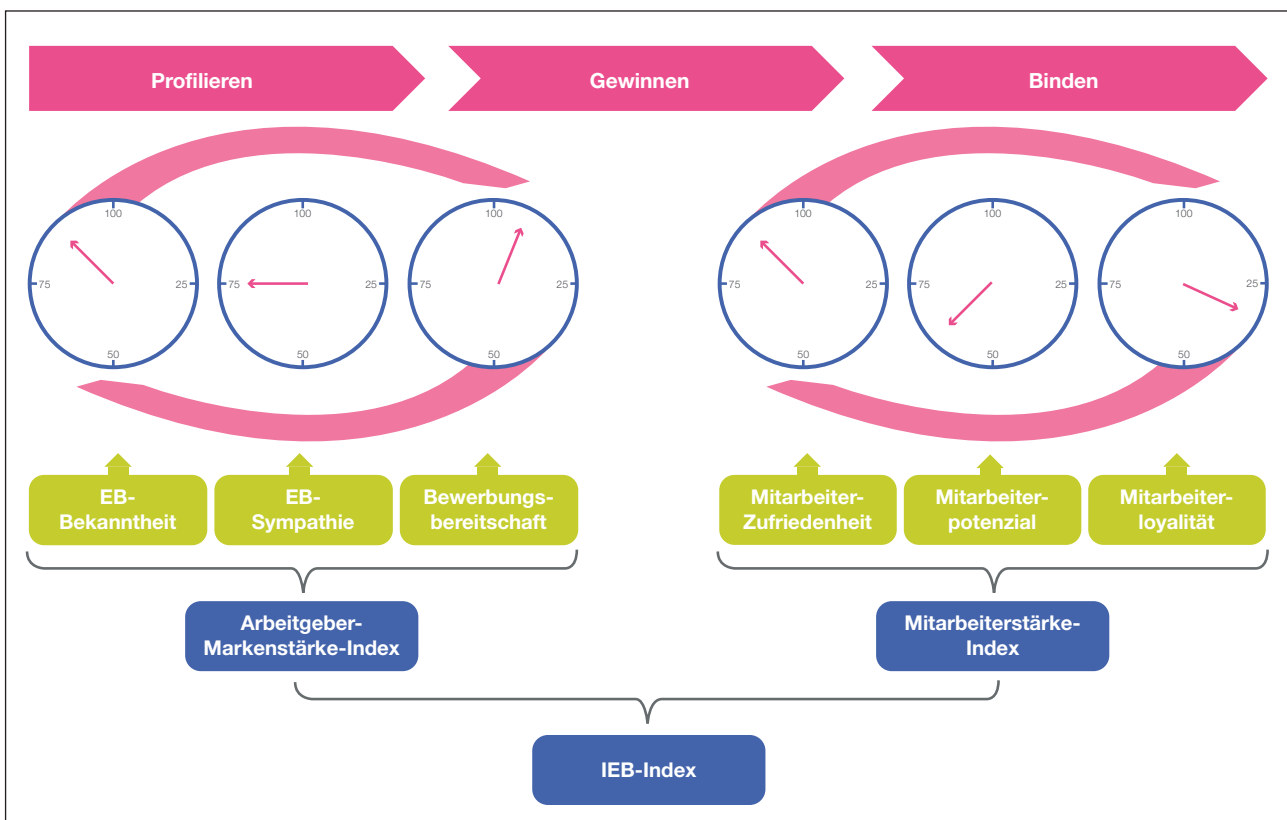 Profilieren
Gewinnen
Binden
100
75
25
50
100
75
25
50
100
75
25
50
100
75
25
50
100
75
25
50
100
75
25
50
EB-
Bekanntheit
EB-
Sympathie
Bewerbungs-
bereitschaft
Mitarbeiter-
Zufriedenheit
Mitarbeiter-
potenzial
Mitarbeiter-
loyalität
Arbeitgeber-
Markenstärke-Index
Mitarbeiterstärke-
Index
IEB-Index